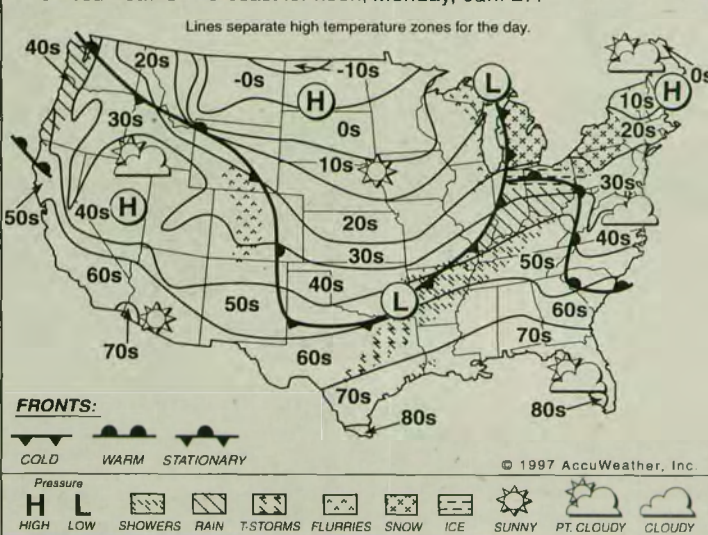 Lines separate high temperature zones for the day.
40s
20s
-0s
-10s
H
L
0s
10s
H
20s
30s
0s
10s
30s
50s
40s
H
20s
40s
30s
50s
60s
40s
50s
L
60s
70s
70s
60s
70s
80s
80s
FRONTS:
COLD WARM STATIONARY
© 1997 AccuWeather, Inc.
Pressure
H L
HIGH LOW SHOWERS RAIN T-STORMS FLURRIES SNOW ICE SUNNY PT. CLOUDY CLOUDY